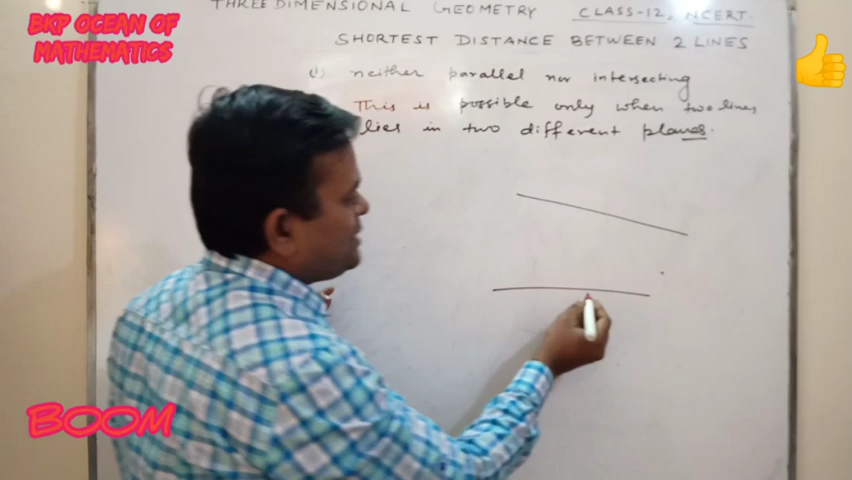 BKP OCEAN OF
MATHEMATICS
THREE DIMENSIONAL GEOMETRY CLASS-12, NCERT.
SHORTEST DISTANCE BETWEEN 2 LINES
neither parallel nor intersecting
This is possible only when two lines
lies in two different planes.
BOOM